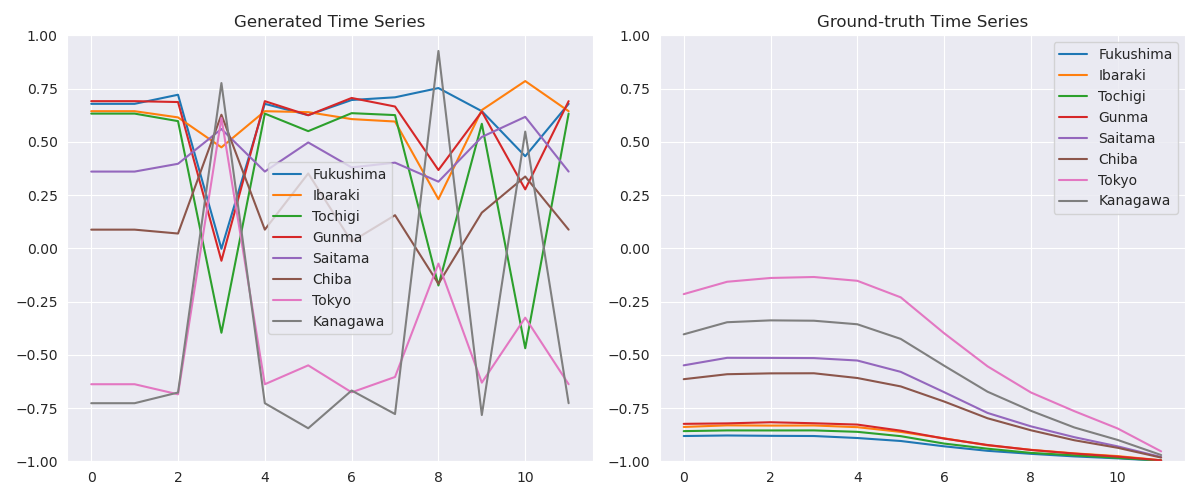 Generated Time Series
1.00
0.75
0.50
0.25
0.00
−0.25
−0.50
−0.75
−1.00
0 2 4 6 8 10
Fukushima
Ibaraki
Tochigi
Gunma
Saitama
Chiba
Tokyo
Kanagawa
Ground-truth Time Series
1.00
0.75
0.50
0.25
0.00
−0.25
−0.50
−0.75
−1.00
0 2 4 6 8 10
Fukushima
Ibaraki
Tochigi
Gunma
Saitama
Chiba
Tokyo
Kanagawa